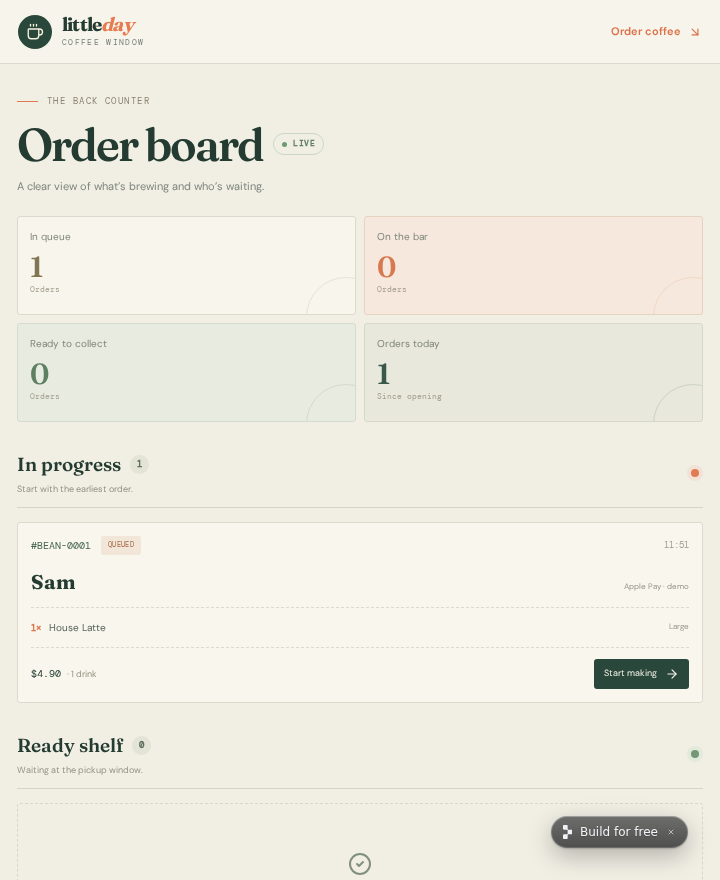 littleday
COFFEE WINDOW
Order coffee
THE BACK COUNTER
Order board
LIVE
A clear view of what's brewing and who's waiting.
In queue
1
Orders
On the bar
0
Orders
Ready to collect
0
Orders
Orders today
1
Since opening
In progress 1
Start with the earliest order.
#BEAN-0001 QUEUED 11:51
Sam Apple Pay · demo
1× House Latte Large
$4.90 · 1 drink Start making
Ready shelf 0
Waiting at the pickup window.
Build for free ×